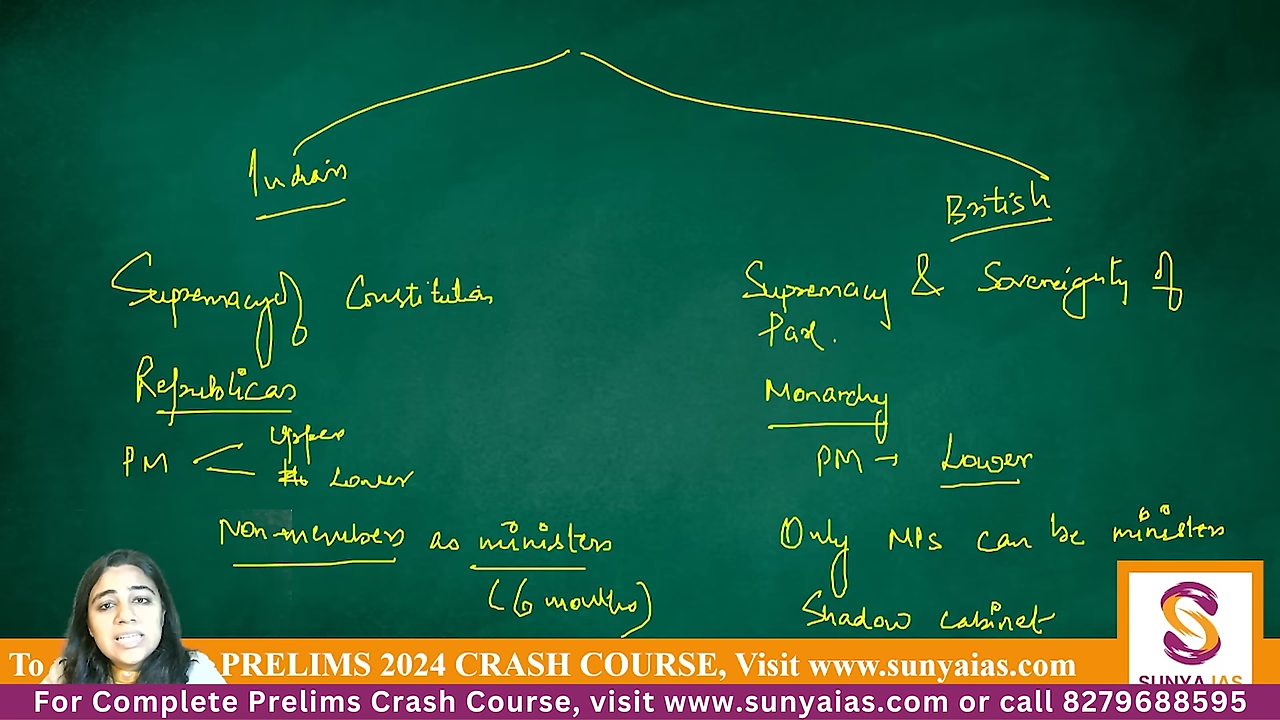 Indian
British
Supremacy of Constitution
Supremacy & Sovereignty of
Parl.
Republican
Monarchy
PM < Upper
Lower
PM → Lower
Non-members as ministers
(6 months)
Only MPs can be ministers
Shadow cabinet
To
PRELIMS 2024 CRASH COURSE, Visit www.sunyaias.com
SUNYA IAS
For Complete Prelims Crash Course, visit www.sunyaias.com or call 8279688595